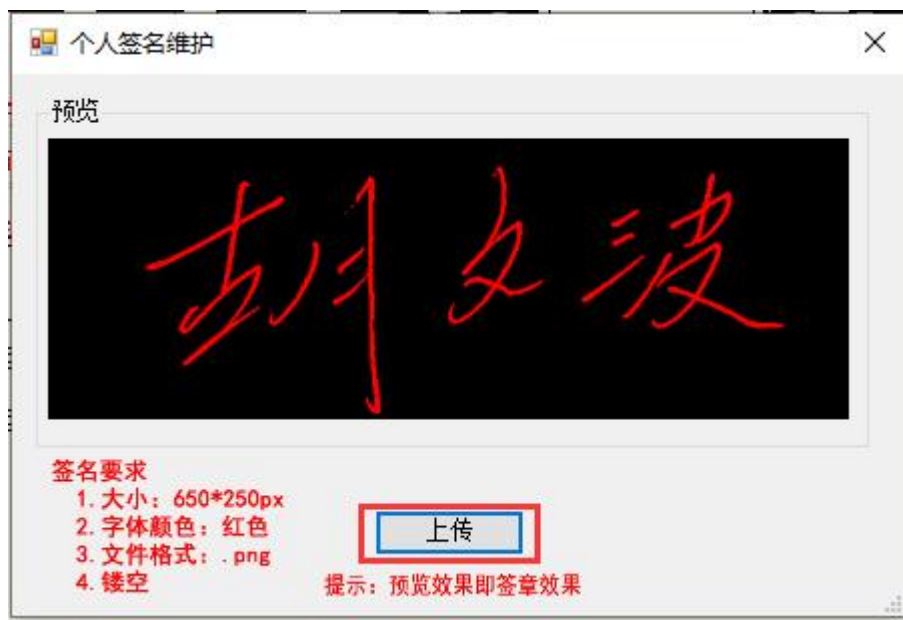 个人签名维护
预览
胡文波
签名要求
1.大小：650*250px
2.字体颜色：红色
3.文件格式：.png
4.镂空
上传
提示：预览效果即签章效果